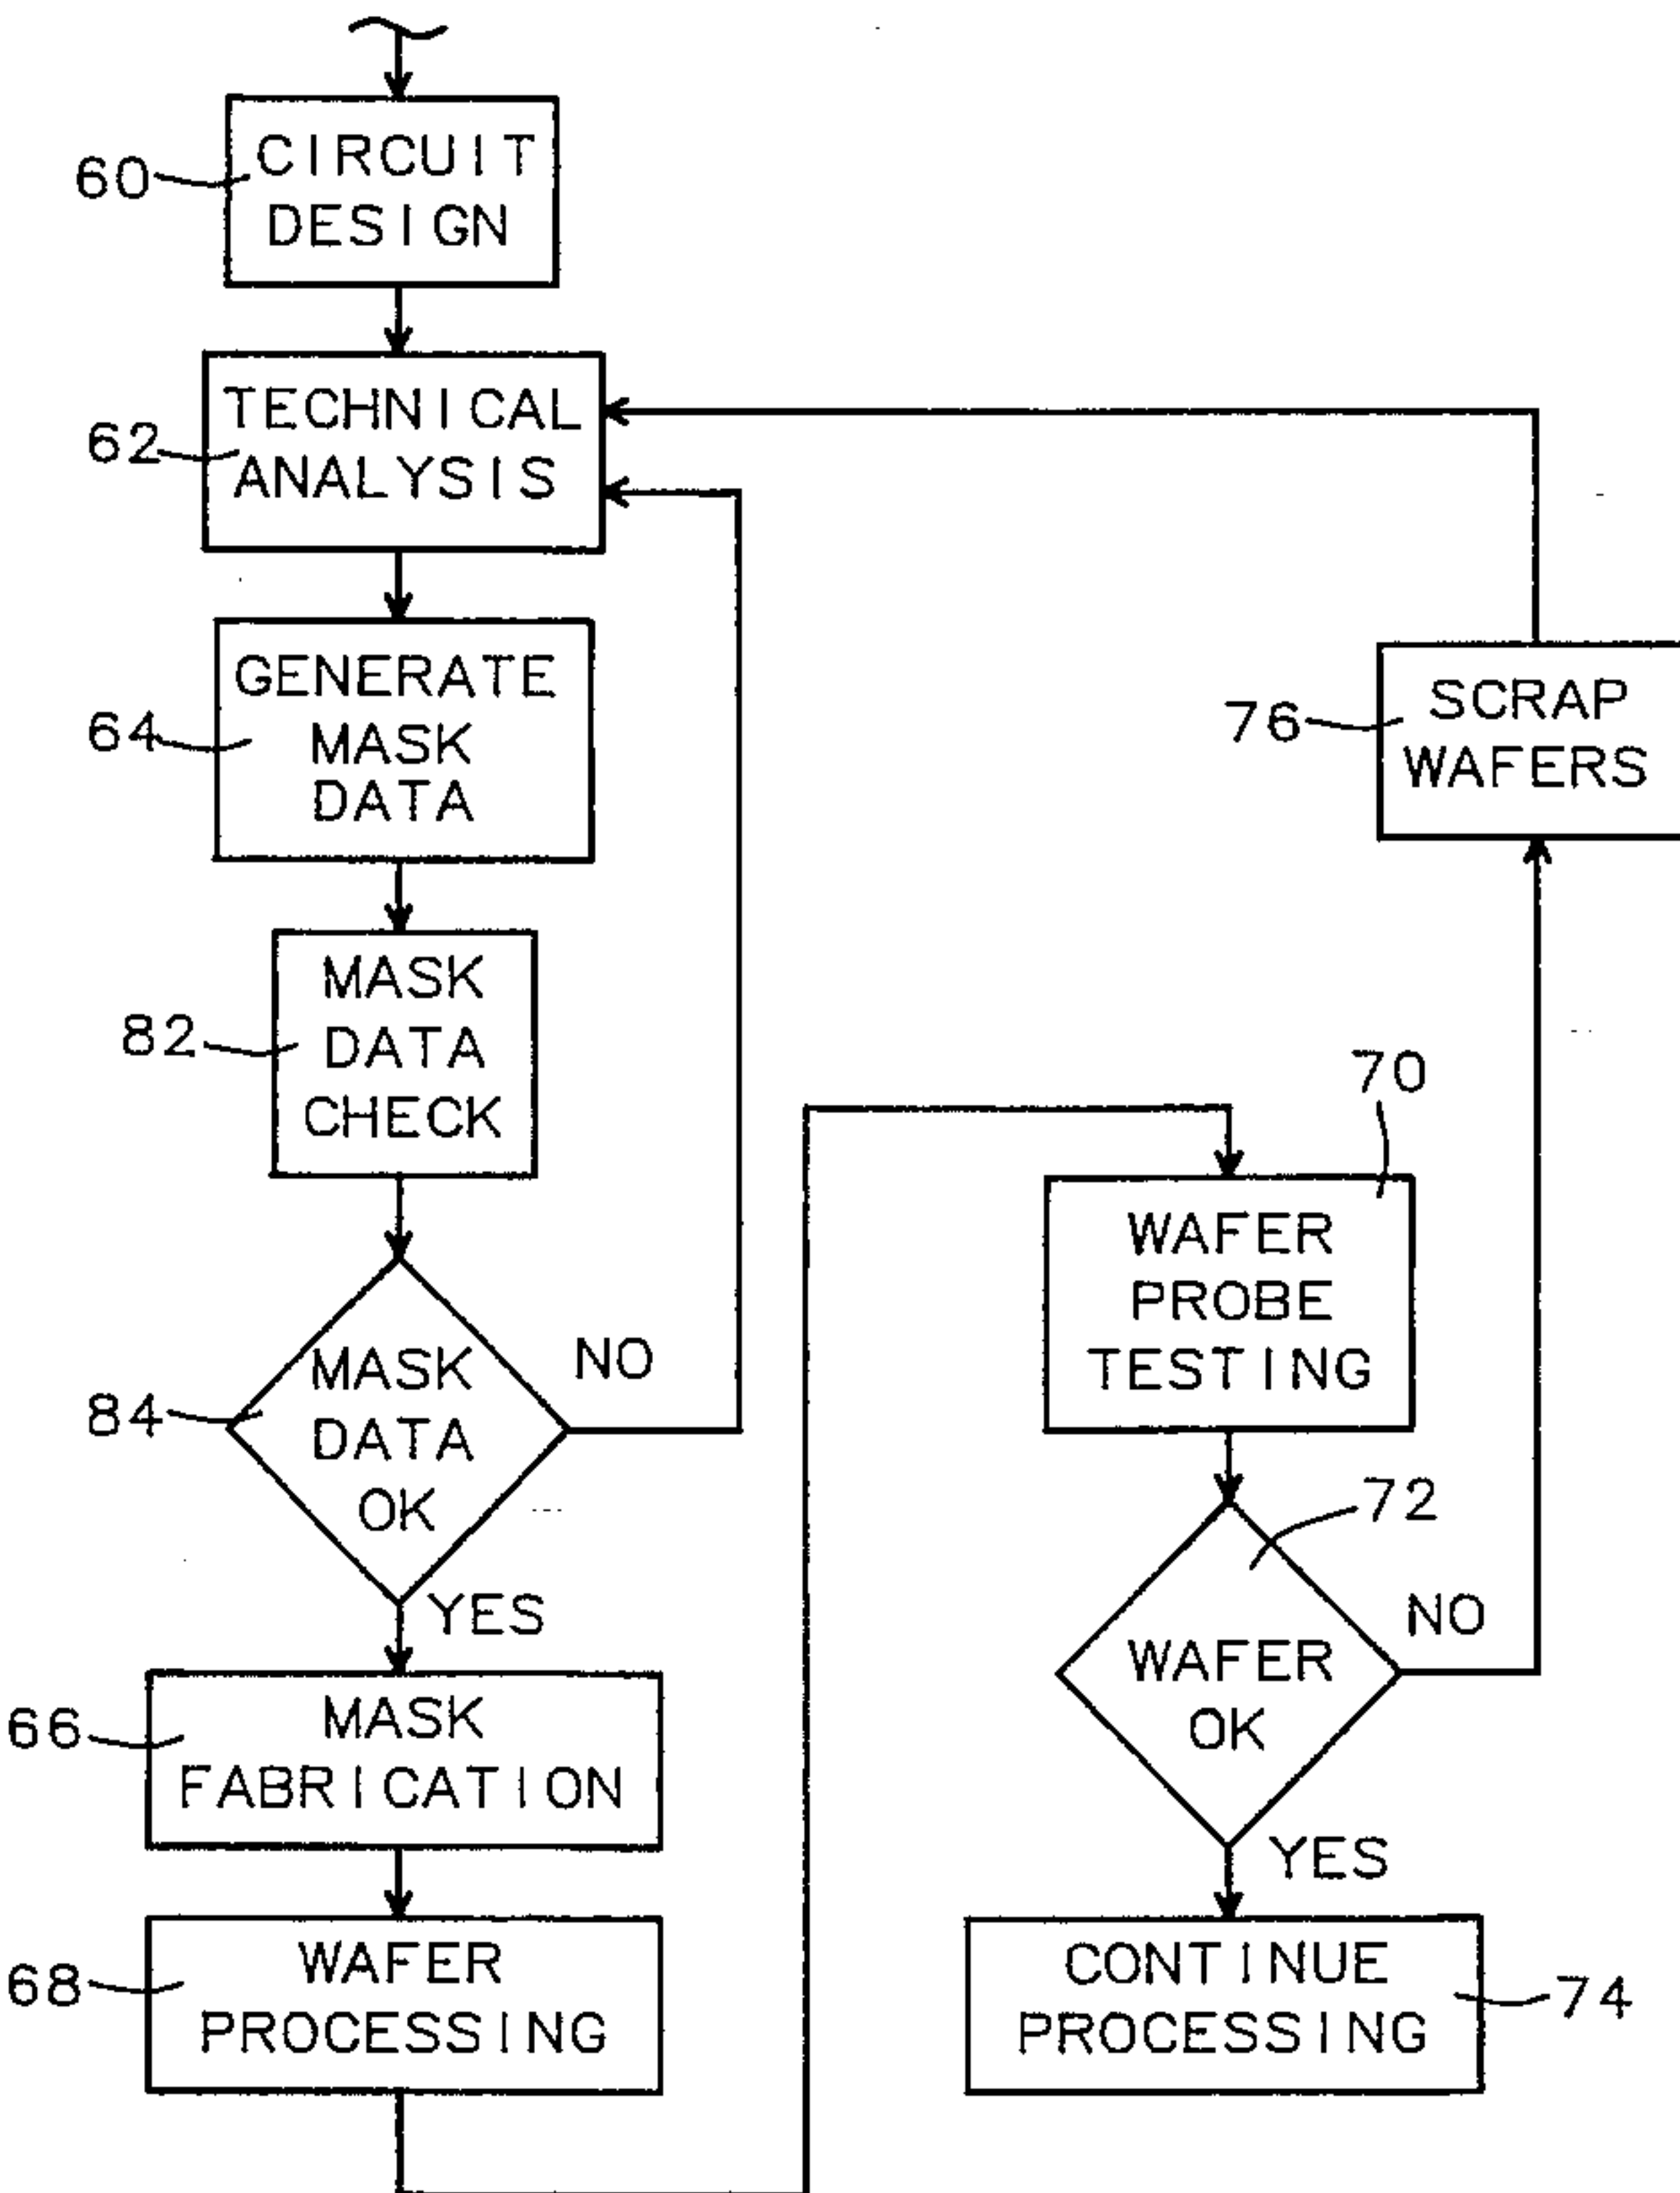 60
CIRCUIT
DESIGN
62
TECHNICAL
ANALYSIS
64
GENERATE
MASK
DATA
76
SCRAP
WAFERS
82
MASK
DATA
CHECK
84
MASK
DATA
OK
NO
YES
66
MASK
FABRICATION
68
WAFER
PROCESSING
70
WAFER
PROBE
TESTING
72
WAFER
OK
NO
YES
CONTINUE
PROCESSING
74